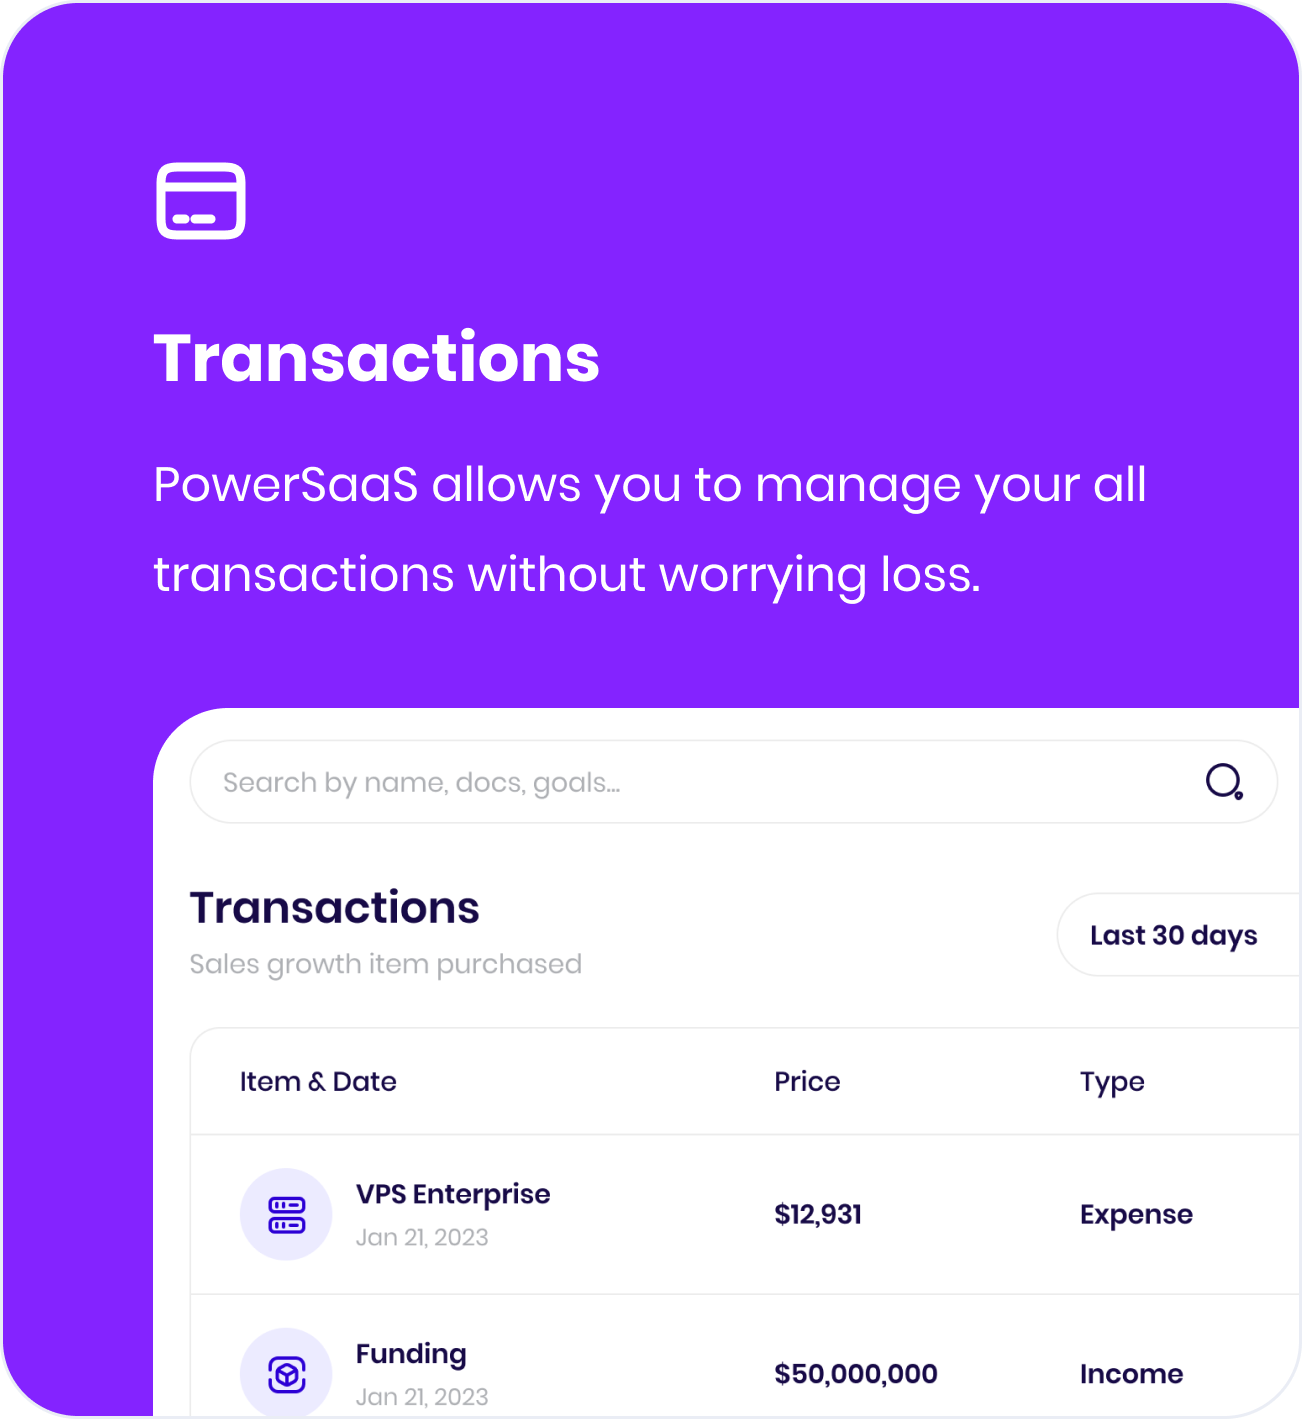 Transactions
PowerSaaS allows you to manage your all
transactions without worrying loss.
Search by name, docs, goals...
Transactions
Sales growth item purchased
Last 30 days
Item & Date Price Type
VPS Enterprise
Jan 21, 2023
$12,931 Expense
Funding
Jan 21, 2023
$50,000,000 Income